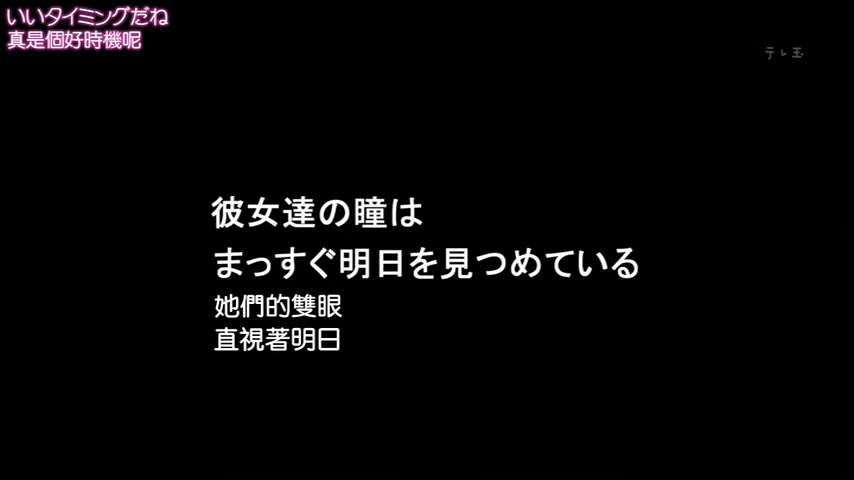 いいタイミングだね
真是個好時機呢
テレ玉
彼女達の瞳は
まっすぐ明日を見つめている
她們的雙眼
直視著明日